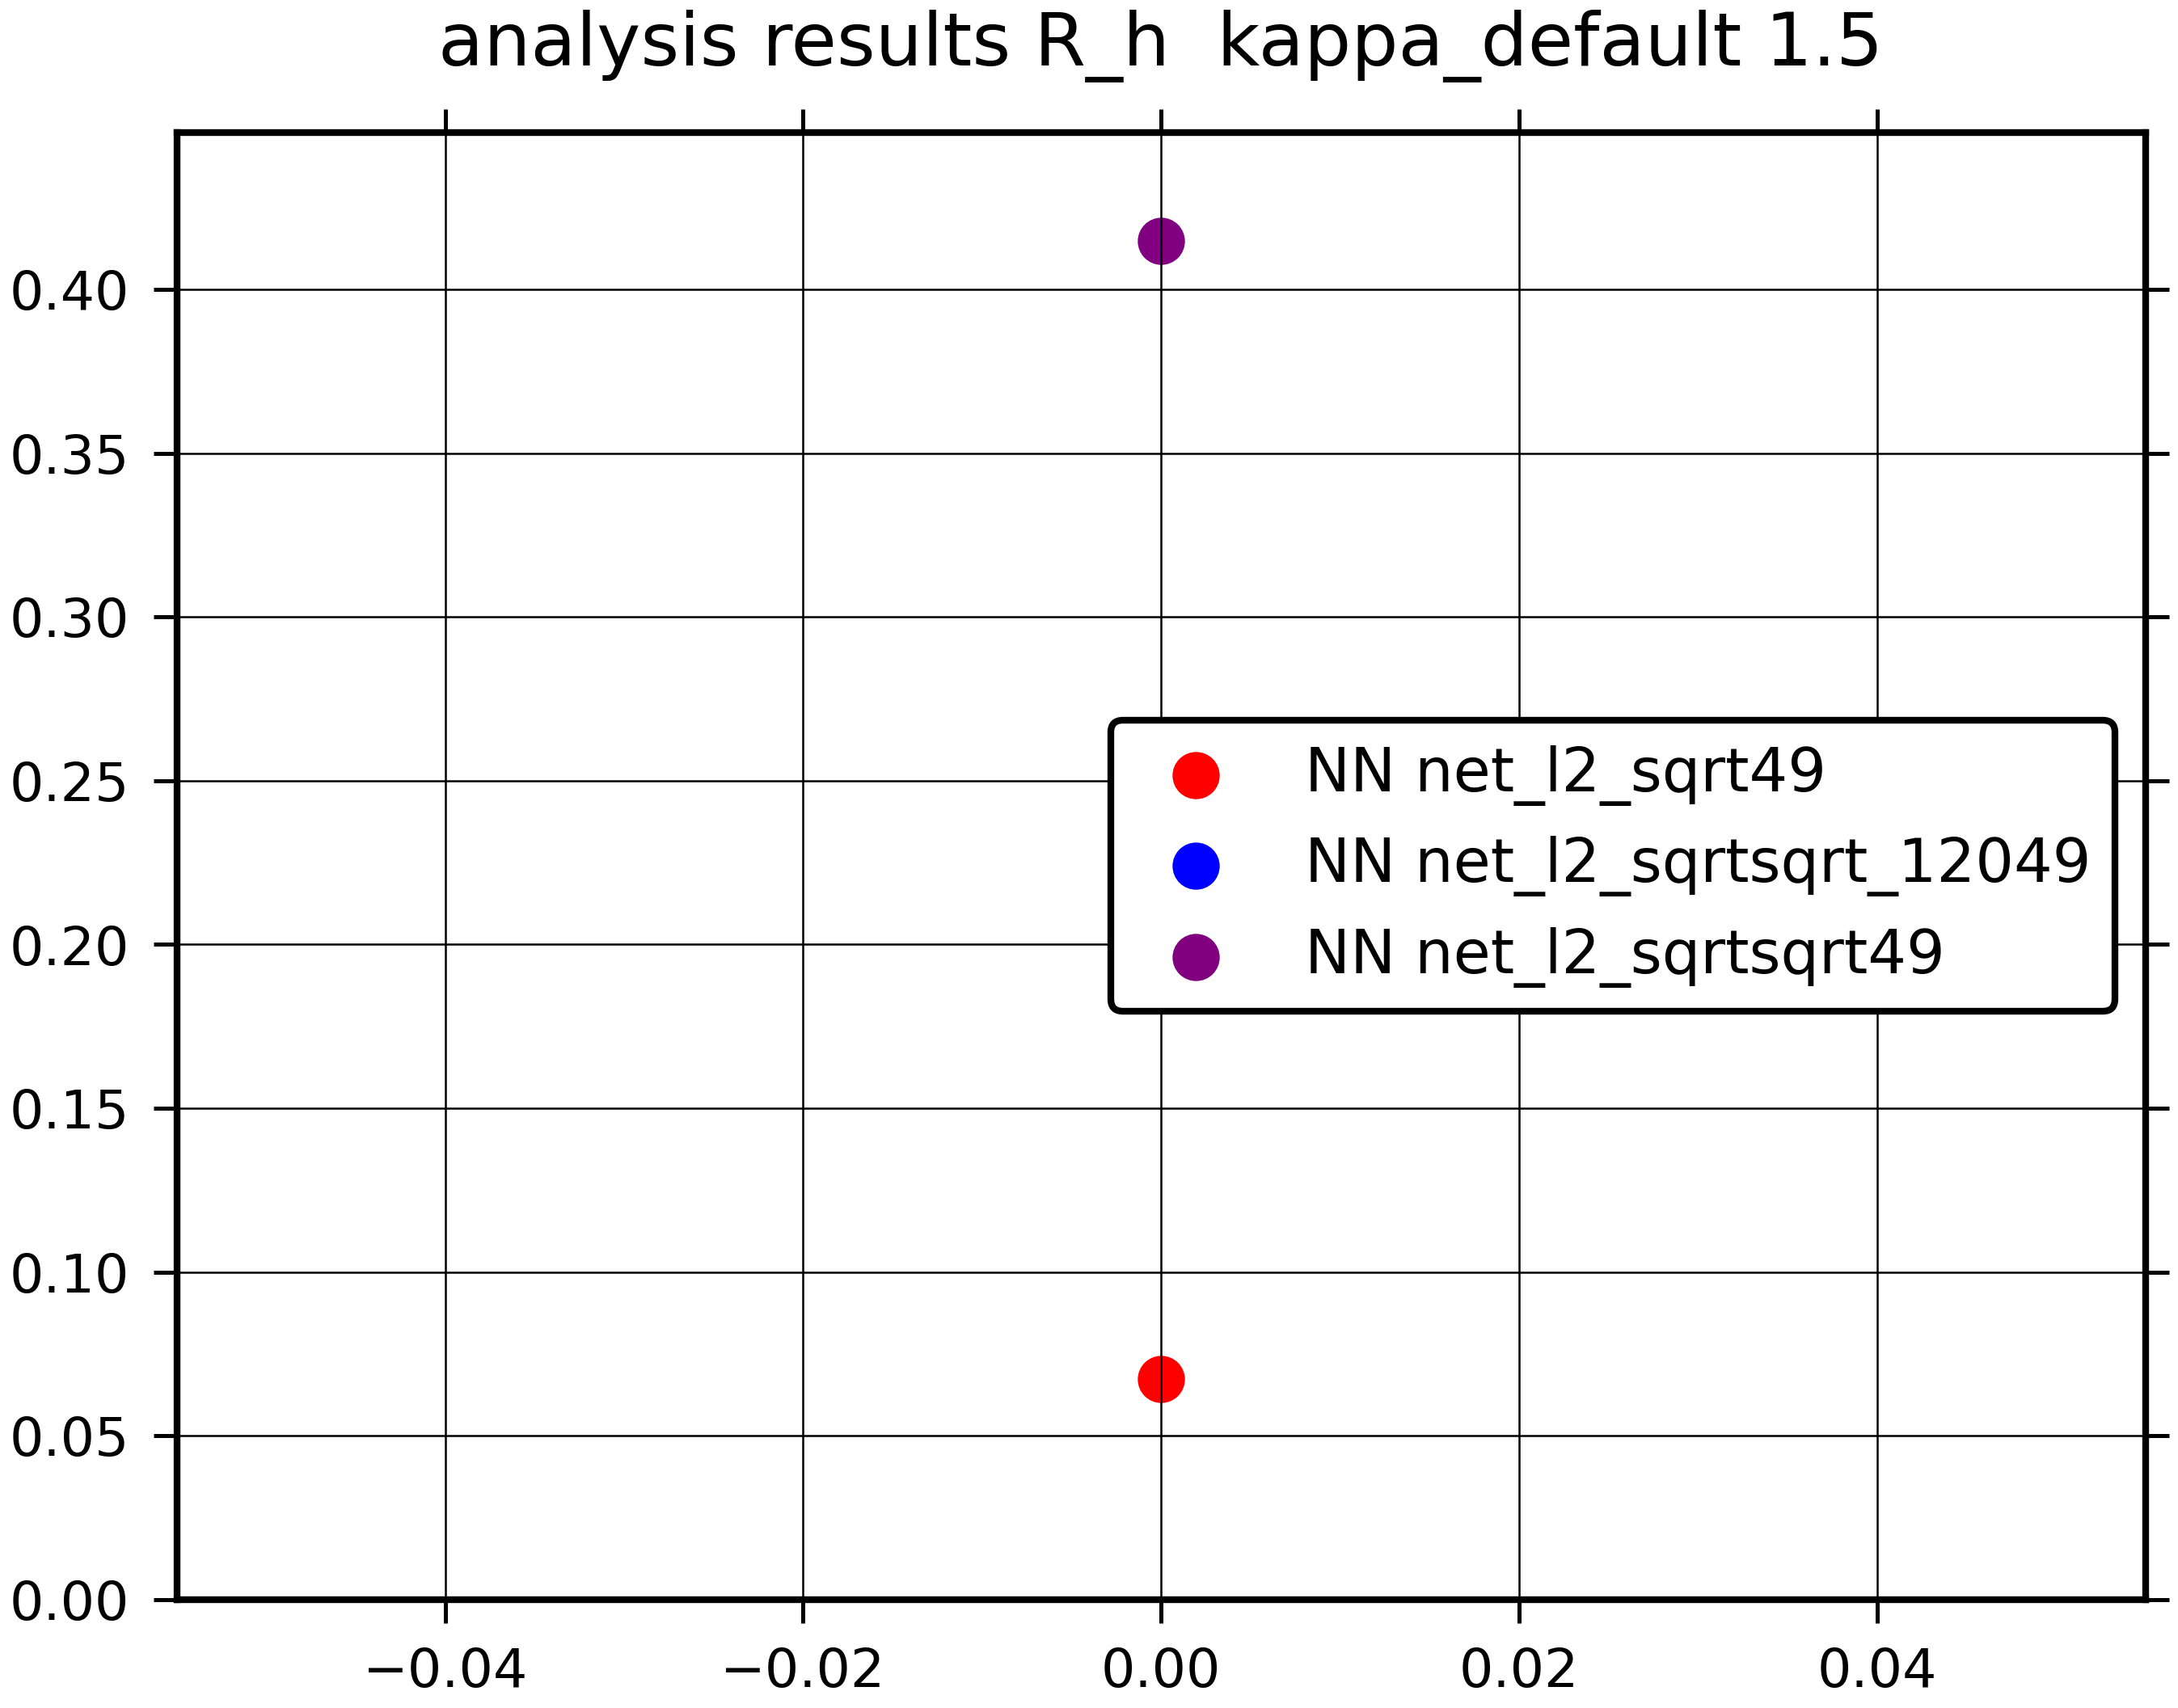 analysis results R_h  kappa_default 1.5
0.40
0.35
0.30
0.25
0.20
0.15
0.10
0.05
0.00
NN net_l2_sqrt49
NN net_l2_sqrtsqrt_12049
NN net_l2_sqrtsqrt49
−0.04 −0.02 0.00 0.02 0.04